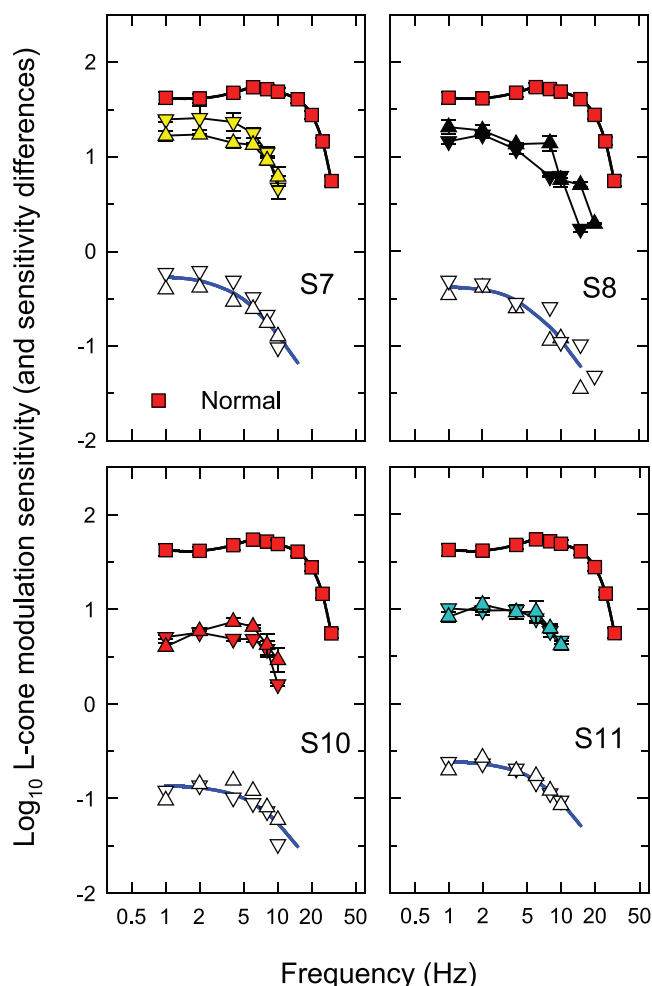 Log10 L-cone modulation sensitivity (and sensitivity differences)
2
1
0
-1
-2
S7
Normal
S8
2
1
0
-1
-2
S10
S11
0.5 1 2 5 10 20 50
0.5 1 2 5 10 20 50
Frequency (Hz)